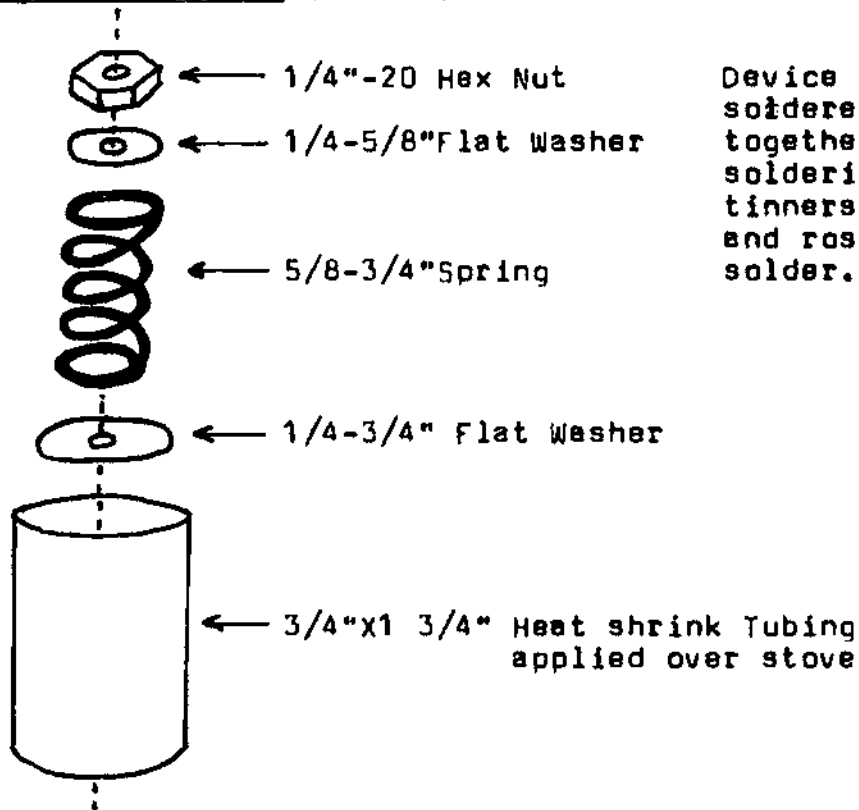 1/4"-20 Hex Nut
1/4-5/8"Flat Washer
5/8-3/4"Spring
1/4-3/4" Flat Washer
3/4"X1 3/4" Heat shrink Tubing
applied over stove
Device
soldere
togethe
solderi
tinners
and ros
solder.